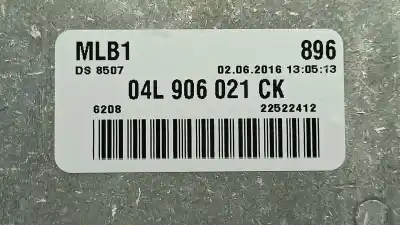 MLB1 896
DS 8507 02.06.2016 13:05:13
04L 906 021 CK
6208 22522412